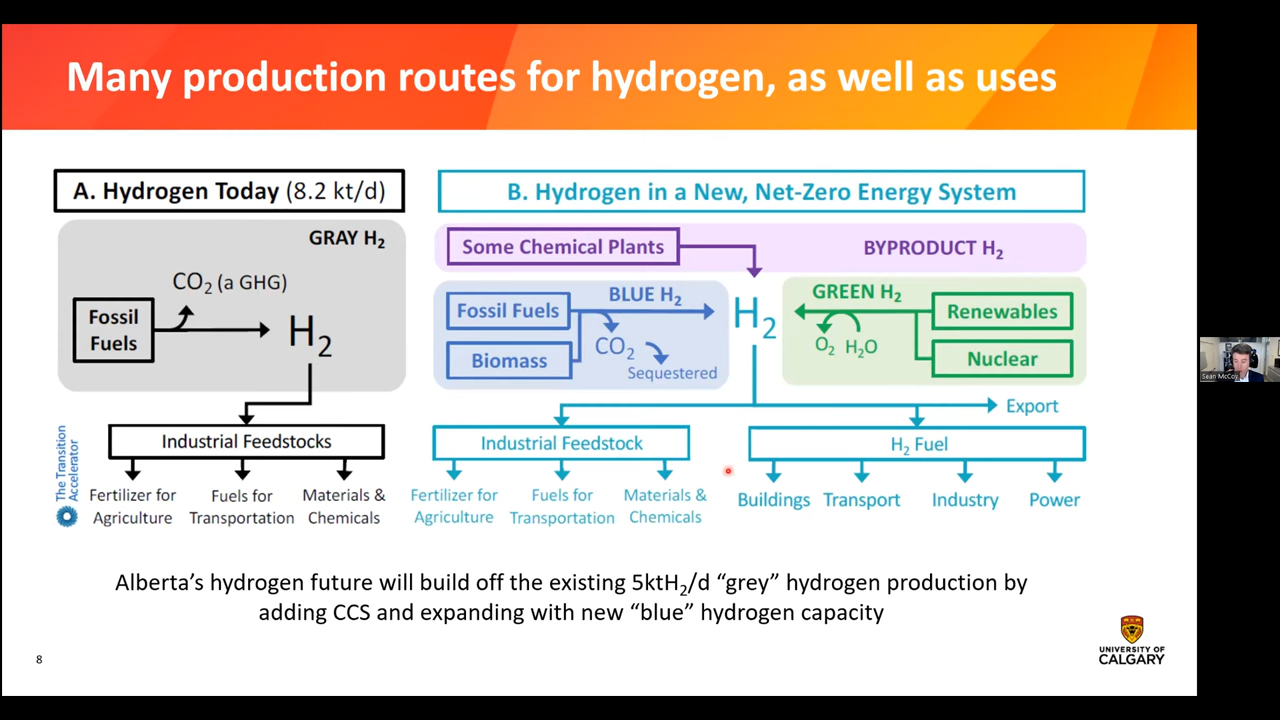 Many production routes for hydrogen, as well as uses
A. Hydrogen Today (8.2 kt/d)
GRAY H₂
CO₂ (a GHG)
Fossil
Fuels
H₂
Industrial Feedstocks
Fertilizer for
Agriculture
Fuels for
Transportation
Materials &
Chemicals
The Transition
Accelerator
B. Hydrogen in a New, Net-Zero Energy System
Some Chemical Plants
BYPRODUCT H₂
BLUE H₂
Fossil Fuels
Biomass
CO₂
Sequestered
H₂
GREEN H₂
Renewables
O₂ H₂O
Nuclear
Export
Industrial Feedstock
Fertilizer for
Agriculture
Fuels for
Transportation
Materials &
Chemicals
H₂ Fuel
Buildings
Transport
Industry
Power
Alberta’s hydrogen future will build off the existing 5ktH₂/d “grey” hydrogen production by
adding CCS and expanding with new “blue” hydrogen capacity
8
UNIVERSITY OF
CALGARY
Sean McCoy